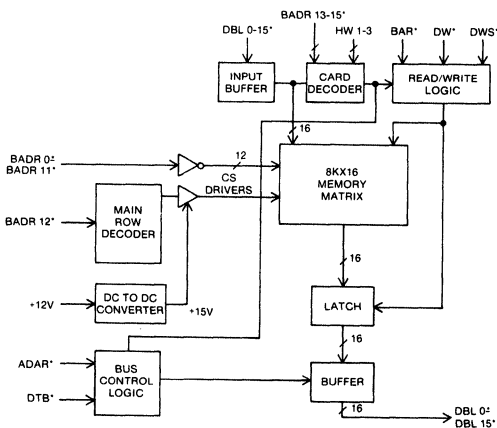 BADR 13-15*
DBL 0-15*
HW 1-3
BAR*
DW*
DWS*
INPUT
BUFFER
CARD
DECODER
READ/WRITE
LOGIC
16
BADR 0*
BADR 11*
12
CS
DRIVERS
8KX16
MEMORY
MATRIX
BADR 12*
MAIN
ROW
DECODER
+12V
DC TO DC
CONVERTER
+15V
16
LATCH
16
ADAR*
DTB*
BUS
CONTROL
LOGIC
BUFFER
16
DBL 0*
DBL 15*